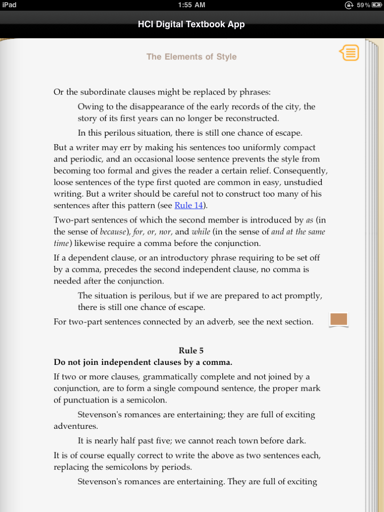 iPad
1:55 AM
59%
HCI Digital Textbook App
The Elements of Style
Or the subordinate clauses might be replaced by phrases:
Owing to the disappearance of the early records of the city, the
story of its first years can no longer be reconstructed.
In this perilous situation, there is still one chance of escape.
But a writer may err by making his sentences too uniformly compact
and periodic, and an occasional loose sentence prevents the style from
becoming too formal and gives the reader a certain relief. Consequently,
loose sentences of the type first quoted are common in easy, unstudied
writing. But a writer should be careful not to construct too many of his
sentences after this pattern (see Rule 14).
Two-part sentences of which the second member is introduced by as (in
the sense of because), for, or, nor, and while (in the sense of and at the same
time) likewise require a comma before the conjunction.
If a dependent clause, or an introductory phrase requiring to be set off
by a comma, precedes the second independent clause, no comma is
needed after the conjunction.
The situation is perilous, but if we are prepared to act promptly,
there is still one chance of escape.
For two-part sentences connected by an adverb, see the next section.
Rule 5
Do not join independent clauses by a comma.
If two or more clauses, grammatically complete and not joined by a
conjunction, are to form a single compound sentence, the proper mark
of punctuation is a semicolon.
Stevenson's romances are entertaining; they are full of exciting
adventures.
It is nearly half past five; we cannot reach town before dark.
It is of course equally correct to write the above as two sentences each,
replacing the semicolons by periods.
Stevenson's romances are entertaining. They are full of exciting